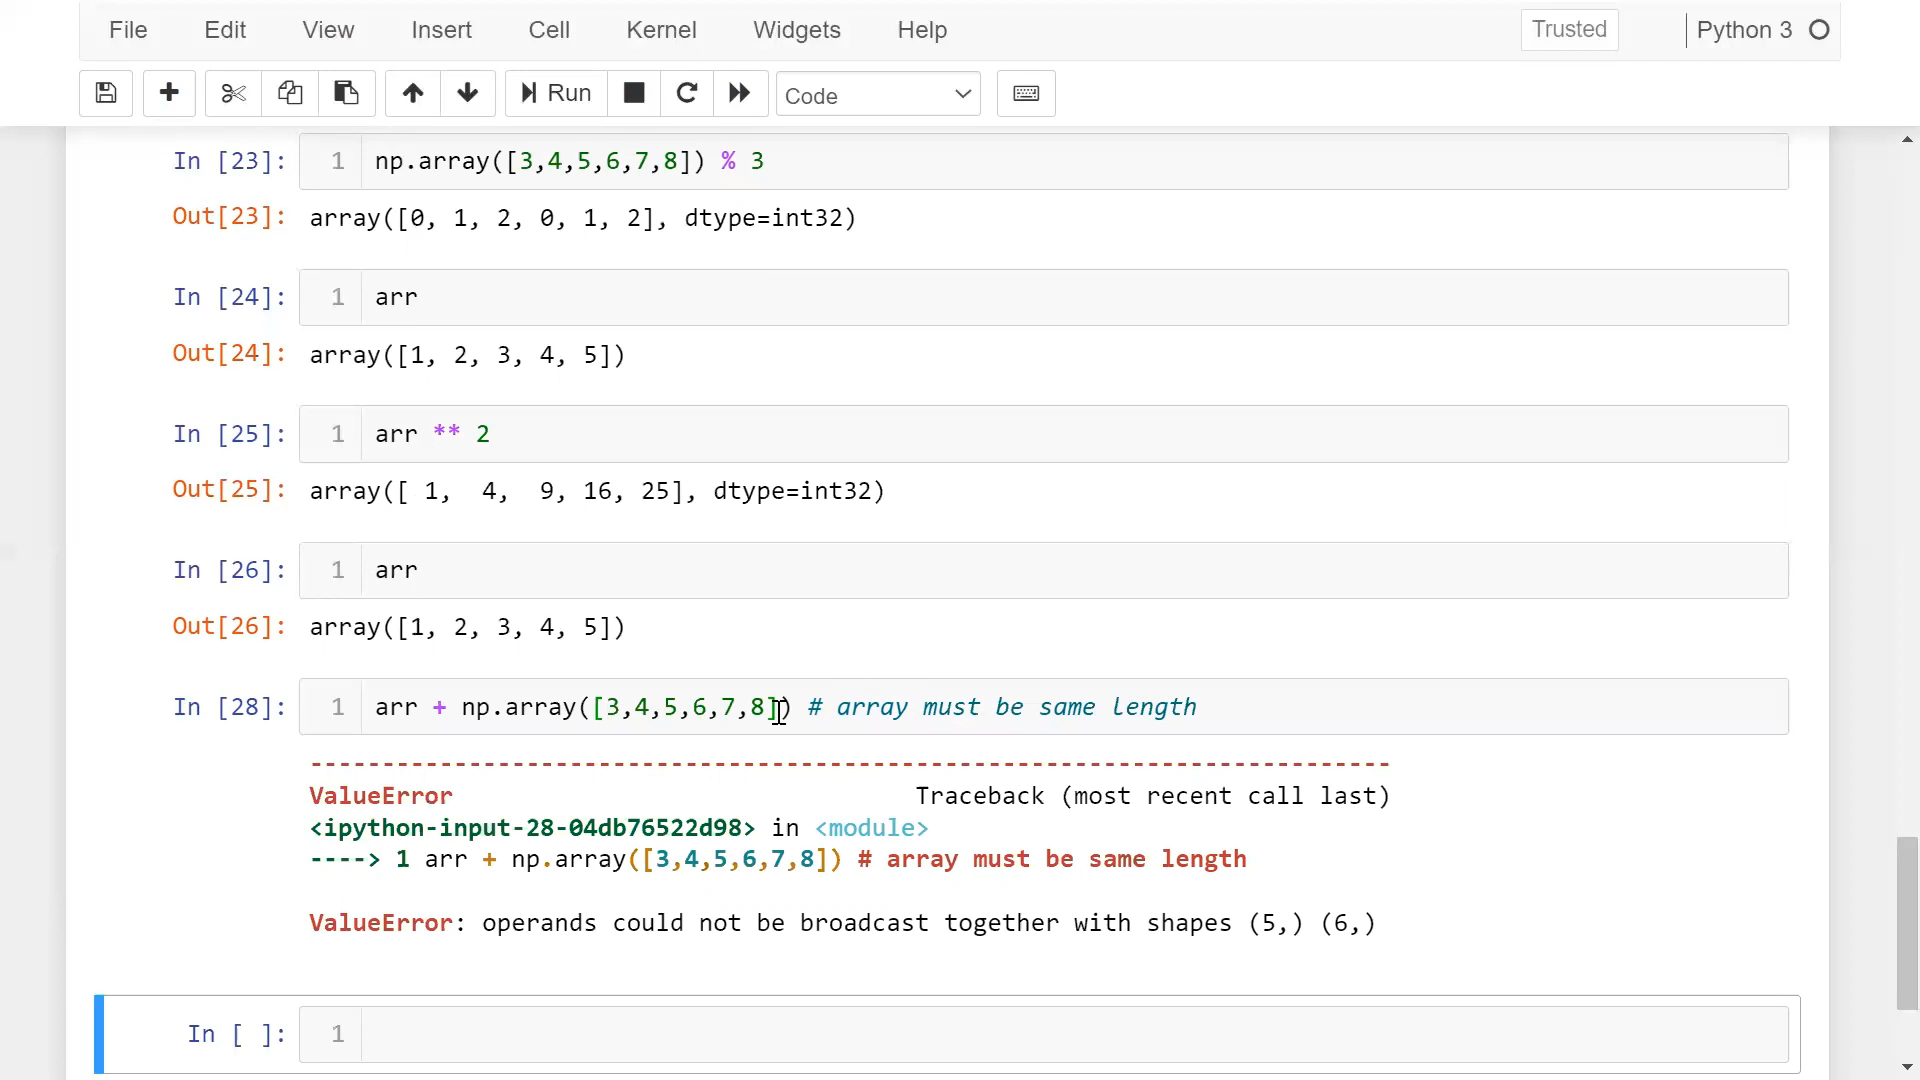 File Edit View Insert Cell Kernel Widgets Help Trusted Python 3
Run Code
In [23]: 1 np.array([3,4,5,6,7,8]) % 3
Out[23]: array([0, 1, 2, 0, 1, 2], dtype=int32)
In [24]: 1 arr
Out[24]: array([1, 2, 3, 4, 5])
In [25]: 1 arr ** 2
Out[25]: array([ 1,  4,  9, 16, 25], dtype=int32)
In [26]: 1 arr
Out[26]: array([1, 2, 3, 4, 5])
In [28]: 1 arr + np.array([3,4,5,6,7,8]) # array must be same length
---------------------------------------------------------------------------
ValueError                                Traceback (most recent call last)
<ipython-input-28-04db76522d98> in <module>
----> 1 arr + np.array([3,4,5,6,7,8]) # array must be same length
ValueError: operands could not be broadcast together with shapes (5,) (6,)
In [ ]: 1